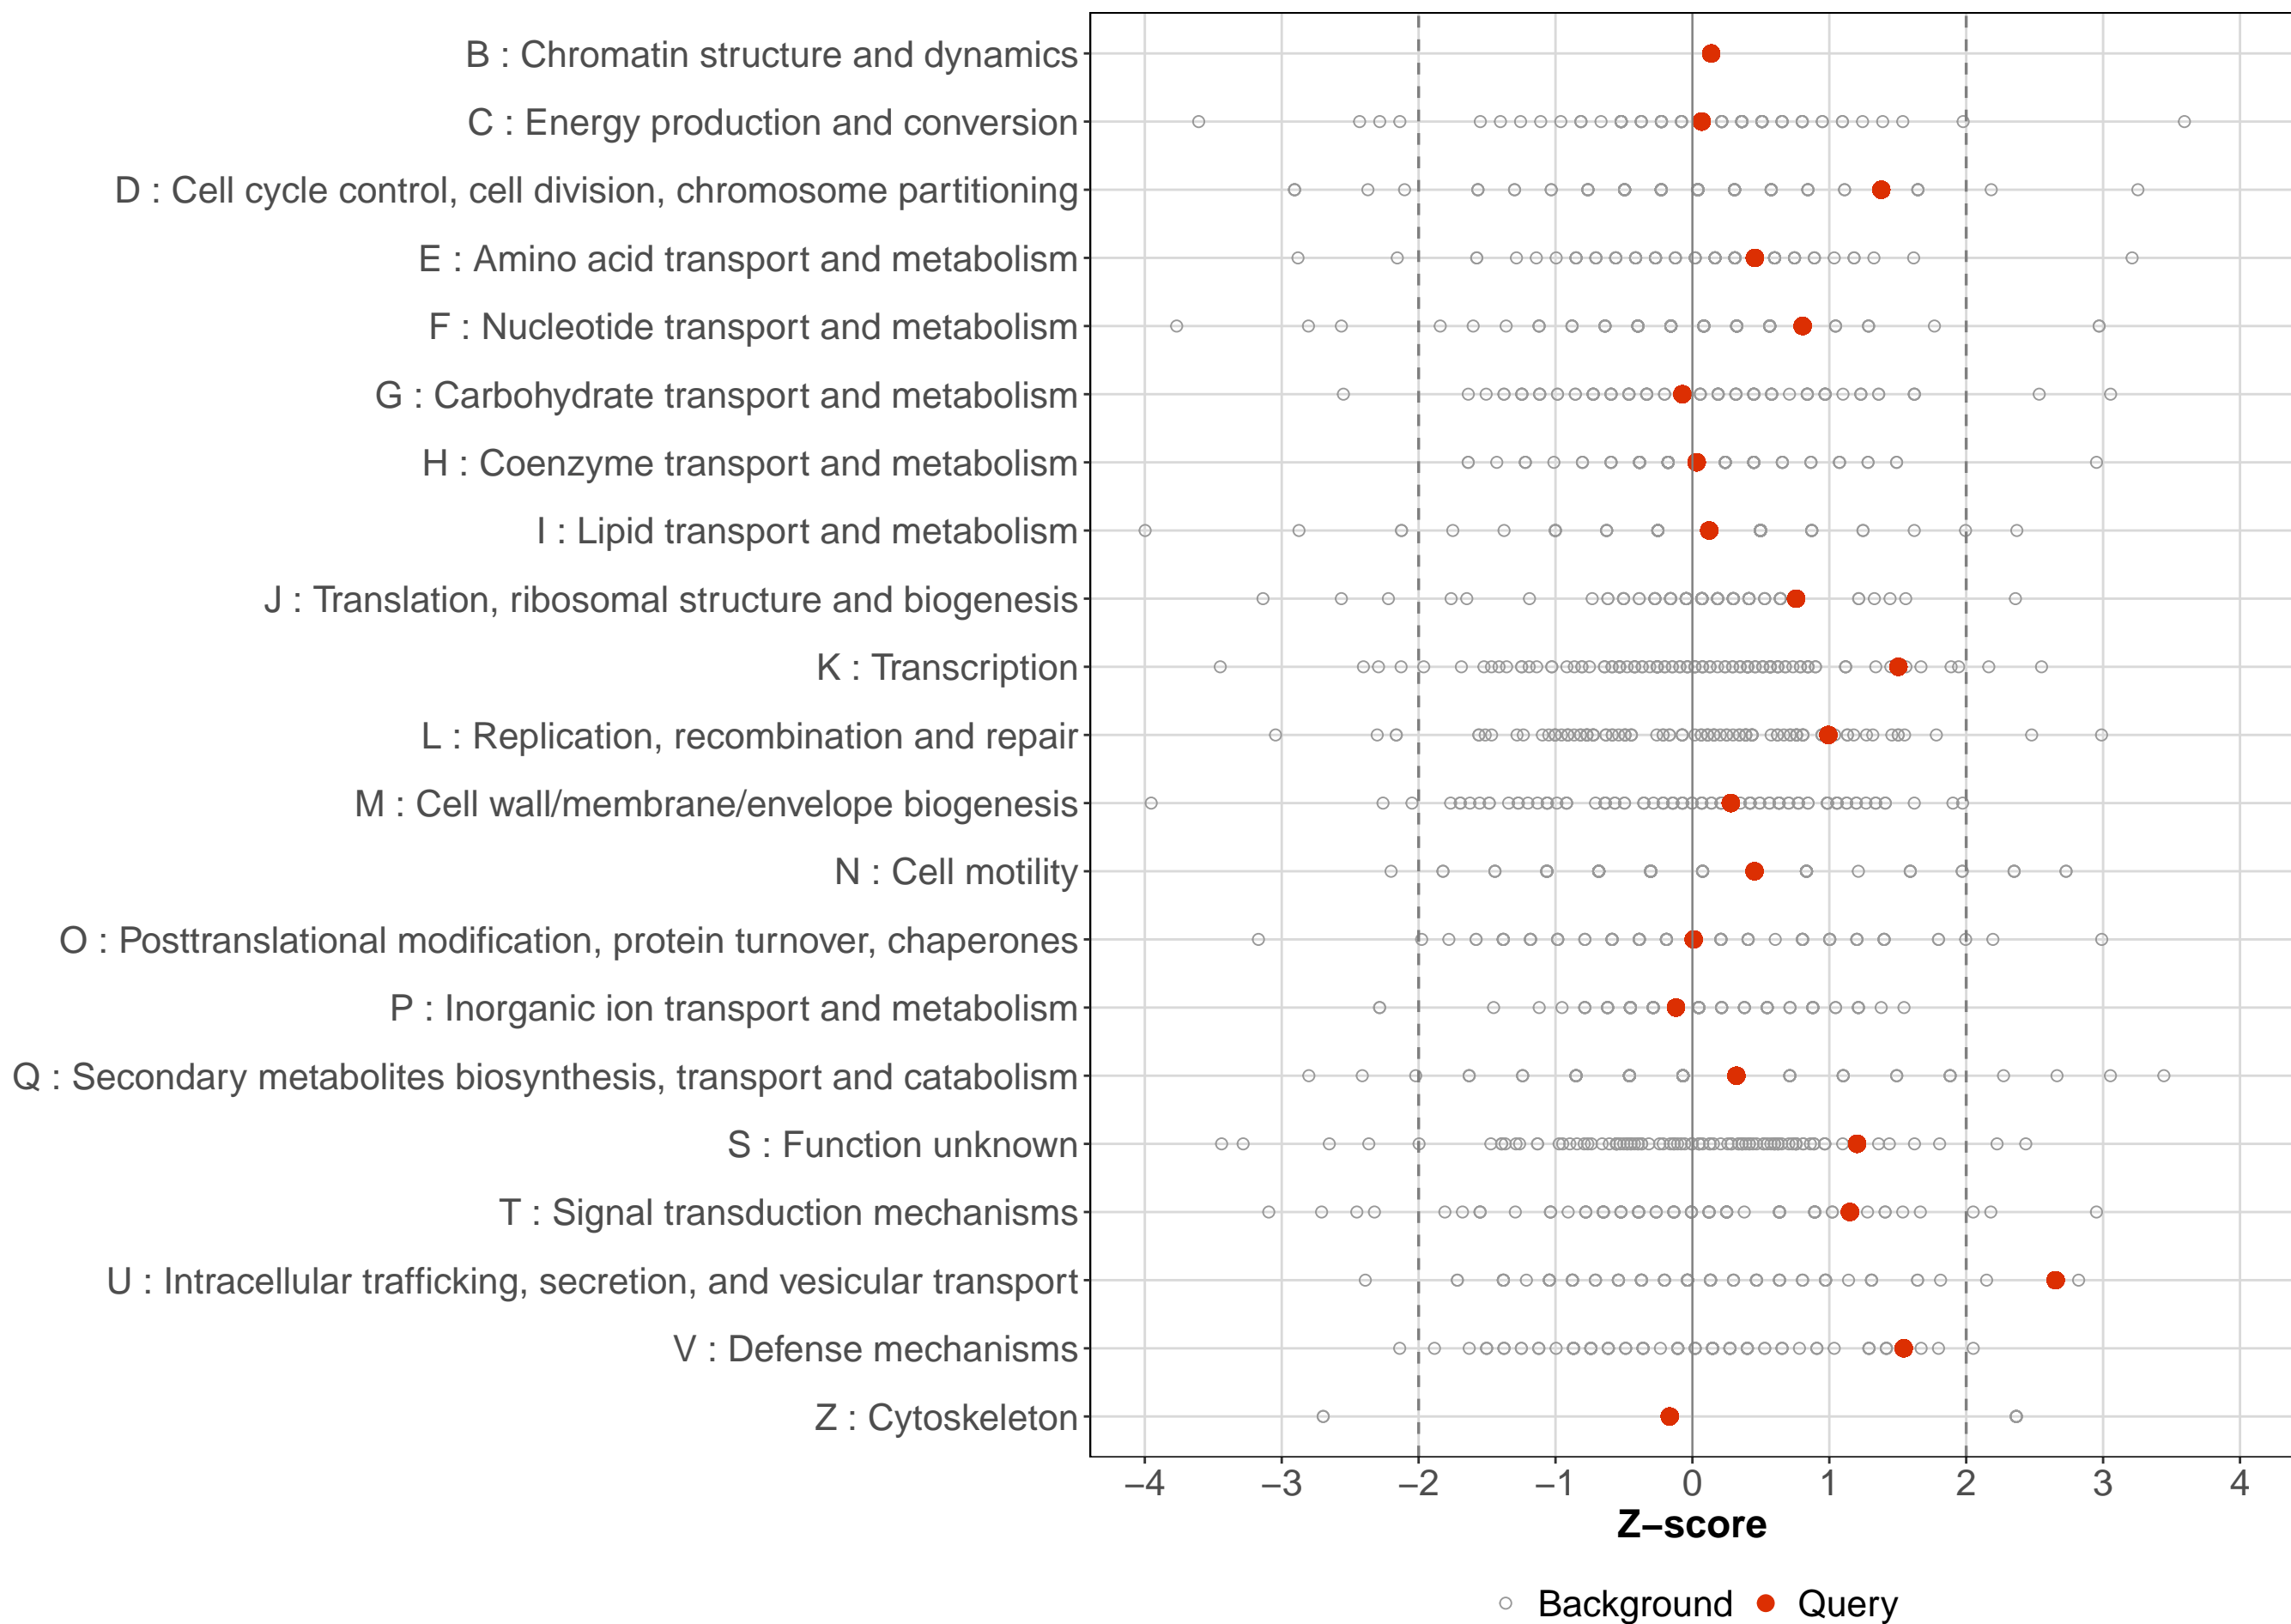 B : Chromatin structure and dynamics
C : Energy production and conversion
D : Cell cycle control, cell division, chromosome partitioning
E : Amino acid transport and metabolism
F : Nucleotide transport and metabolism
G : Carbohydrate transport and metabolism
H : Coenzyme transport and metabolism
I : Lipid transport and metabolism
J : Translation, ribosomal structure and biogenesis
K : Transcription
L : Replication, recombination and repair
M : Cell wall/membrane/envelope biogenesis
N : Cell motility
O : Posttranslational modification, protein turnover, chaperones
P : Inorganic ion transport and metabolism
Q : Secondary metabolites biosynthesis, transport and catabolism
S : Function unknown
T : Signal transduction mechanisms
U : Intracellular trafficking, secretion, and vesicular transport
V : Defense mechanisms
Z : Cytoskeleton
−4 −3 −2 −1 0 1 2 3 4
Z−score
Background Query